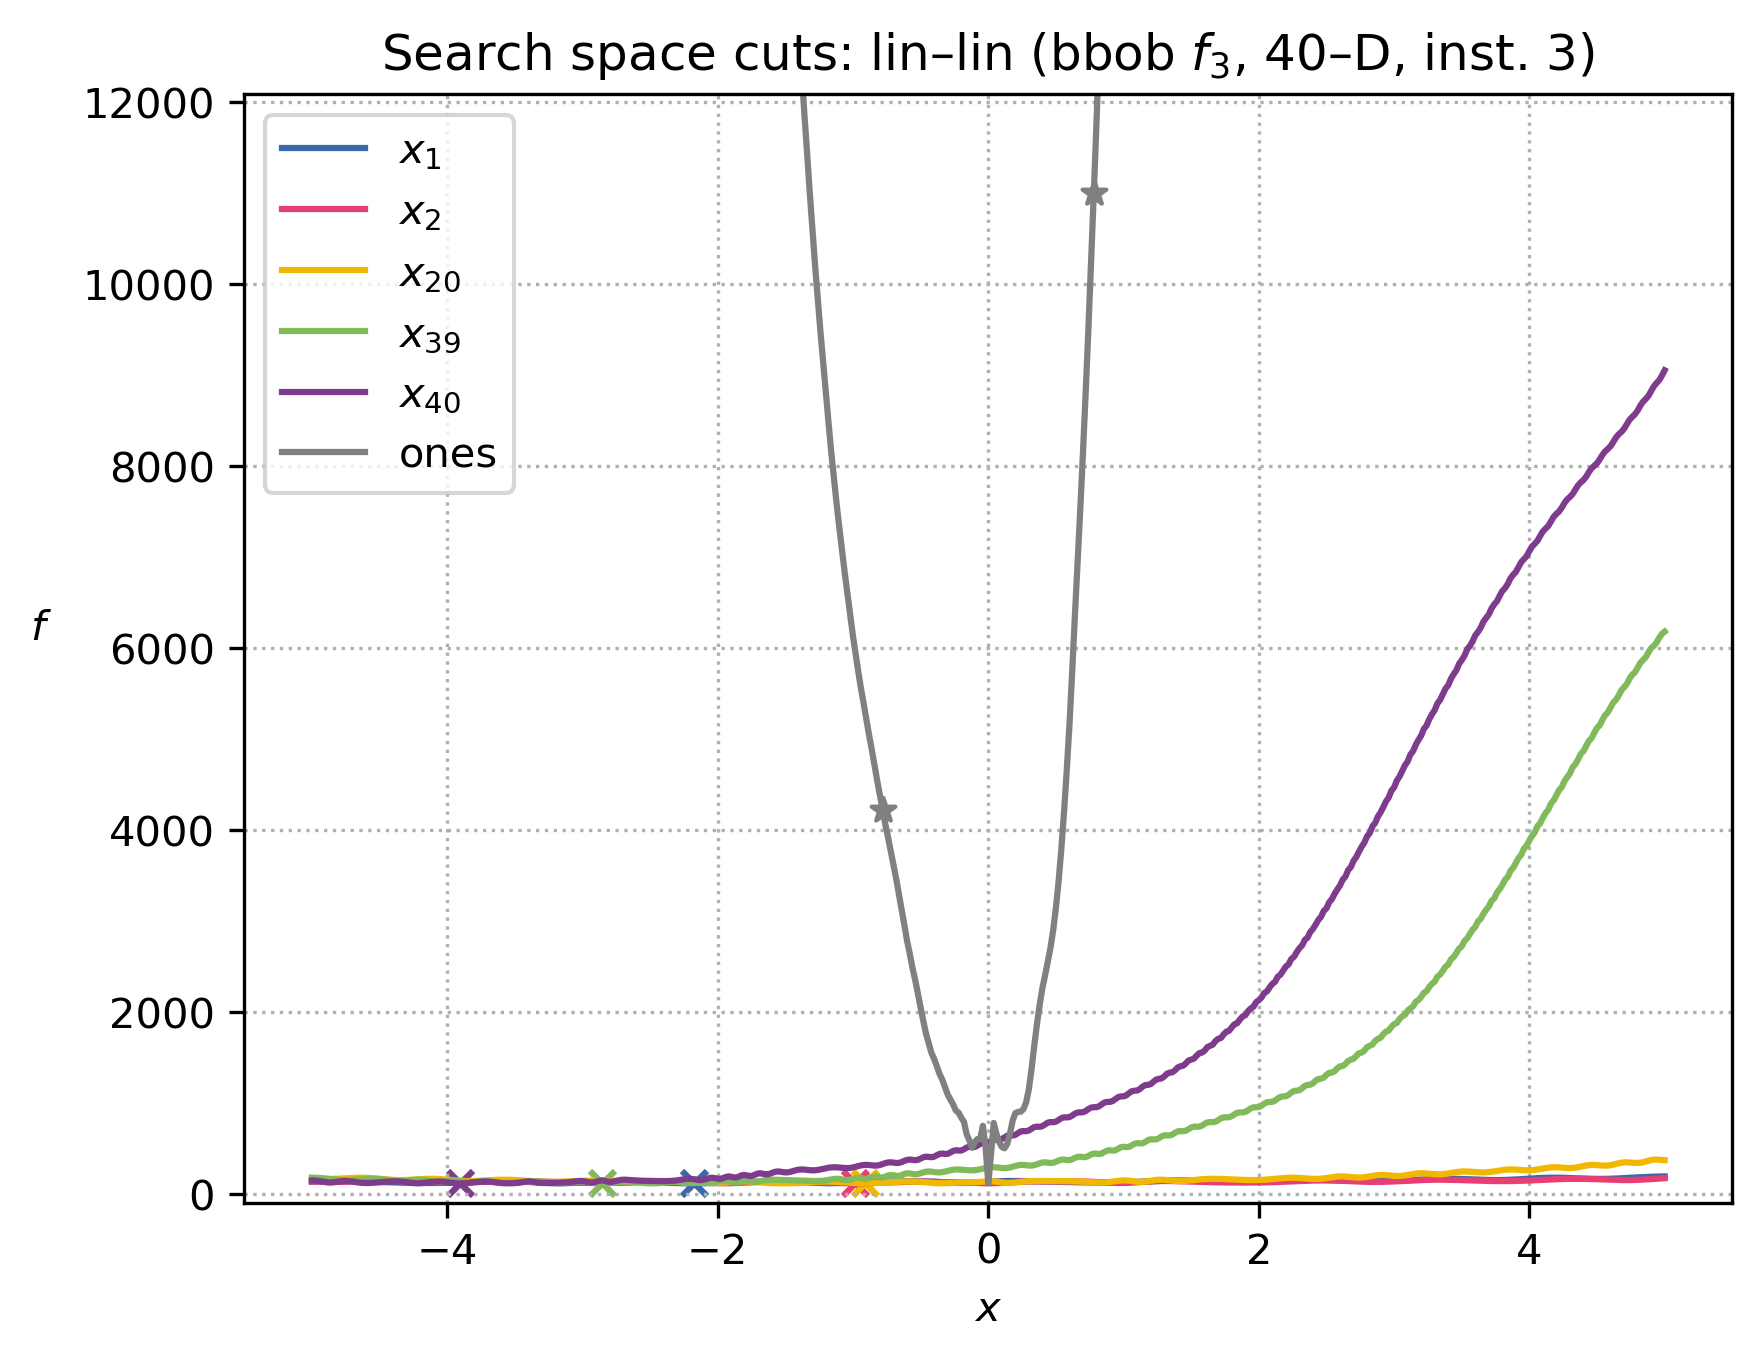 Search space cuts: lin–lin (bbob f₃, 40–D, inst. 3)
12000
10000
8000
6000
4000
2000
0
f
x₁
x₂
x₂₀
x₃₉
x₄₀
ones
−4
−2
0
2
4
x